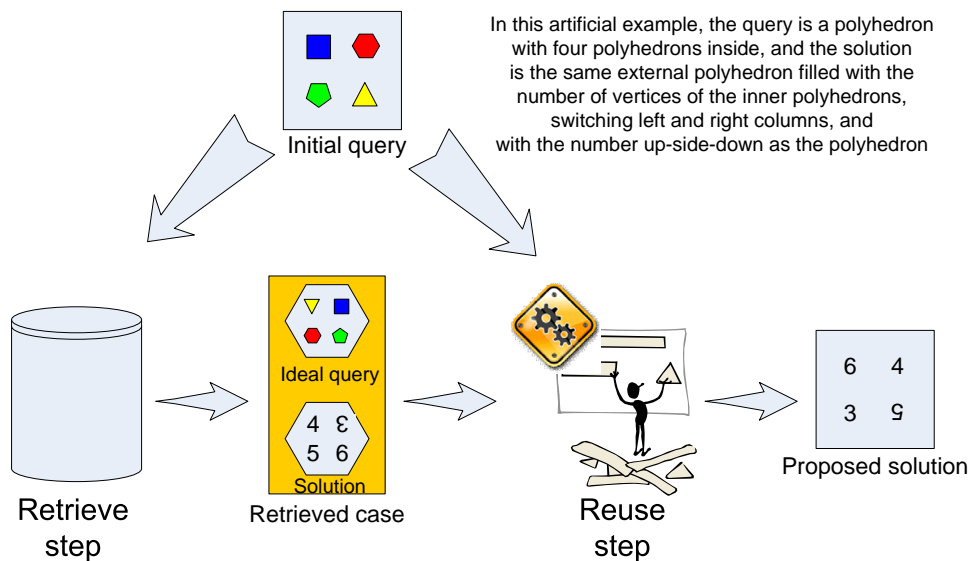 In this artificial example, the query is a polyhedron
with four polyhedrons inside, and the solution
is the same external polyhedron filled with the
number of vertices of the inner polyhedrons,
switching left and right columns, and
with the number up-side-down as the polyhedron
Initial query
Ideal query
4 3
5 6
Solution
Retrieved case
6 4
3 5
Proposed solution
Retrieve
step
Reuse
step